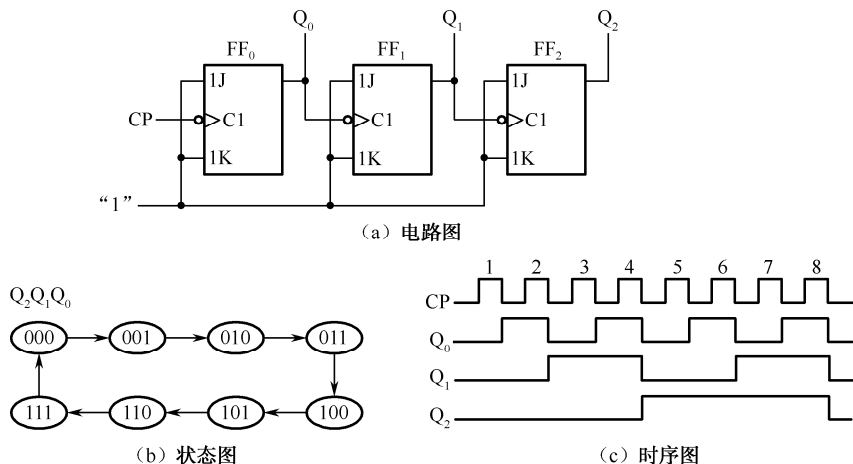 Q₀ Q₁ Q₂
FF₀ FF₁ FF₂
1J 1J 1J
CP C1 C1 C1
1K 1K 1K
“1”
（a）电路图
Q₂Q₁Q₀
000 001 010 011
111 110 101 100
（b）状态图
1 2 3 4 5 6 7 8
CP
Q₀
Q₁
Q₂
（c）时序图